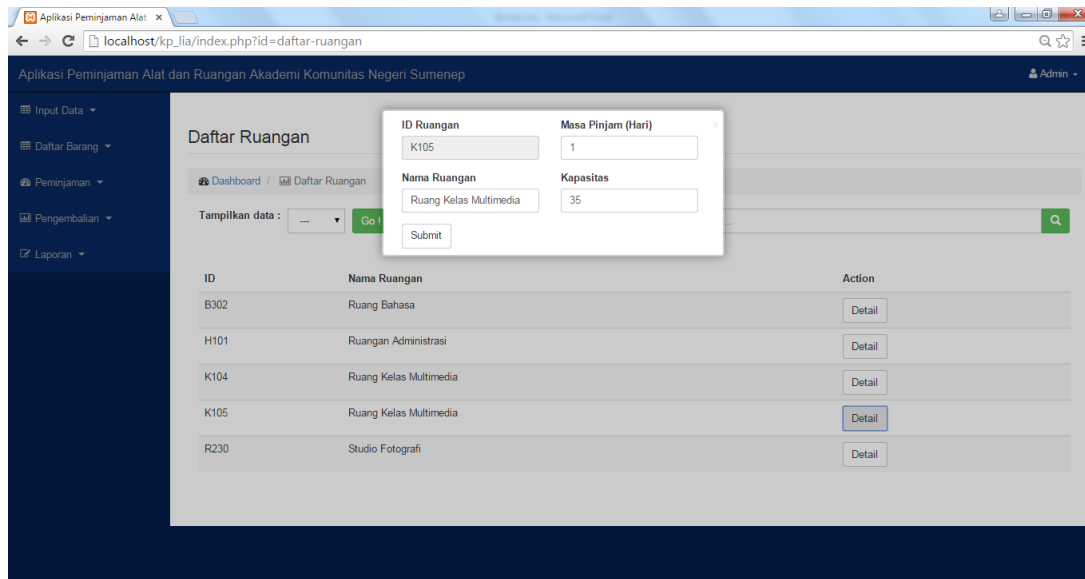 Aplikasi Peminjaman Alat
localhost/kp_lia/index.php?id=daftar-ruangan
Aplikasi Peminjaman Alat dan Ruangan Akademi Komunitas Negeri Sumenep
Admin
Input Data
Daftar Barang
Peminjaman
Pengembalian
Laporan
Daftar Ruangan
Dashboard / Daftar Ruangan
Tampilkan data : --- Go !
ID Ruangan Masa Pinjam (Hari) ×
K105 1
Nama Ruangan Kapasitas
Ruang Kelas Multimedia 35
Submit
ID Nama Ruangan Action
B302 Ruang Bahasa Detail
H101 Ruangan Administrasi Detail
K104 Ruang Kelas Multimedia Detail
K105 Ruang Kelas Multimedia Detail
R230 Studio Fotografi Detail